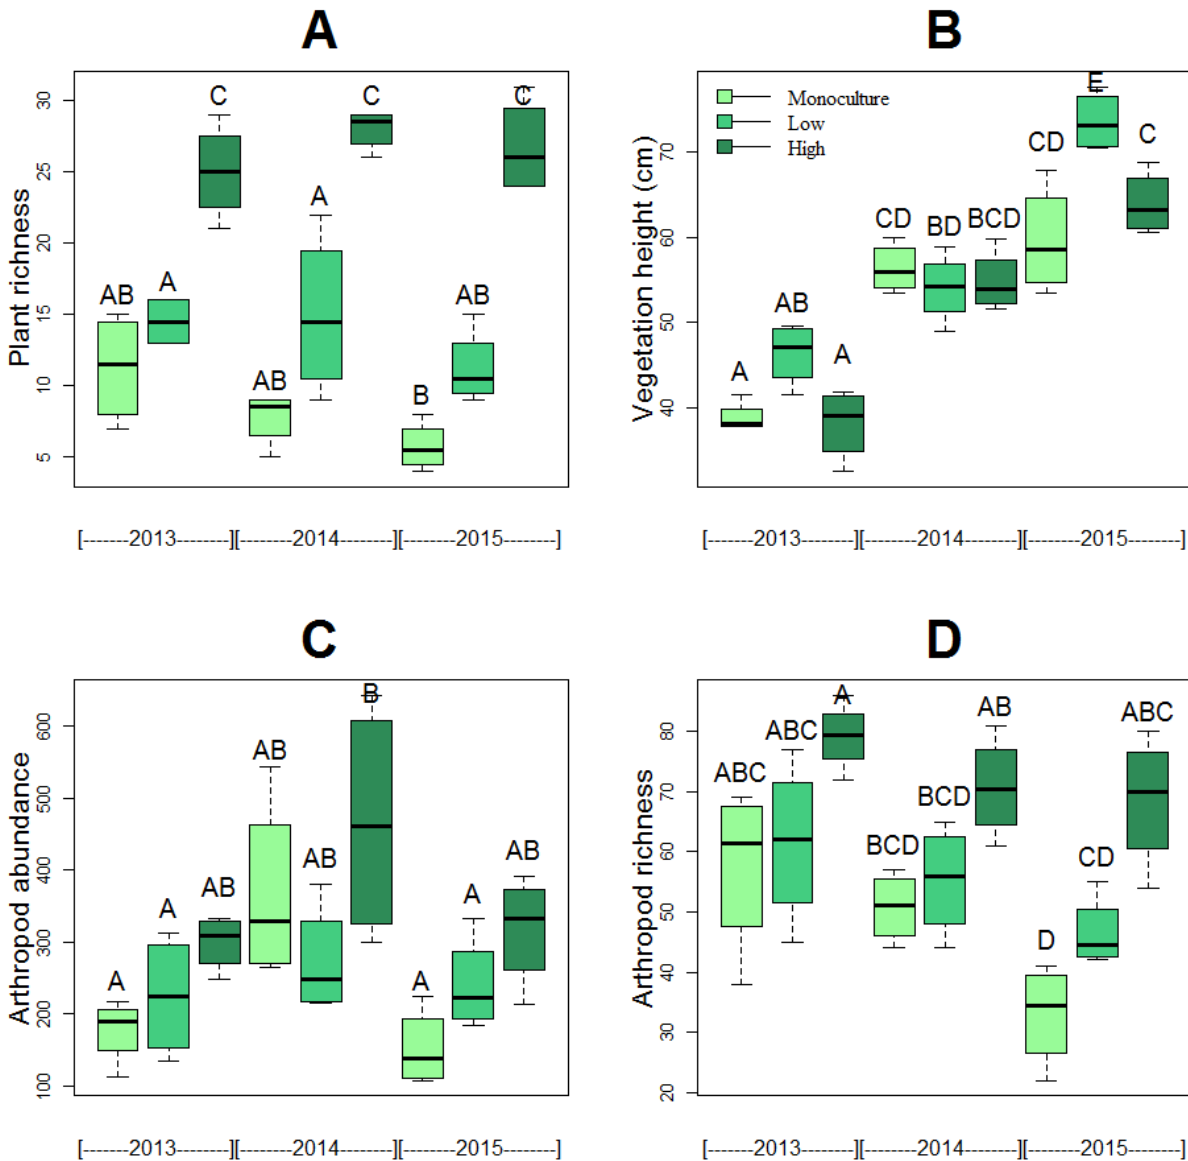 A
Plant richness
30
25
20
15
10
5
AB
A
C
AB
A
C
B
AB
C
[-------2013--------][--------2014-------][--------2015--------]
B
Vegetation height (cm)
70
60
50
40
Monoculture
Low
High
A
AB
A
CD
BD
BCD
CD
E
C
[-------2013--------][--------2014-------][--------2015--------]
C
Arthropod abundance
600
500
400
300
200
100
A
A
AB
AB
AB
B
A
A
AB
[-------2013--------][--------2014-------][--------2015--------]
D
Arthropod richness
80
70
60
50
40
30
20
ABC
ABC
A
BCD
BCD
AB
D
CD
ABC
[-------2013--------][--------2014-------][--------2015--------]